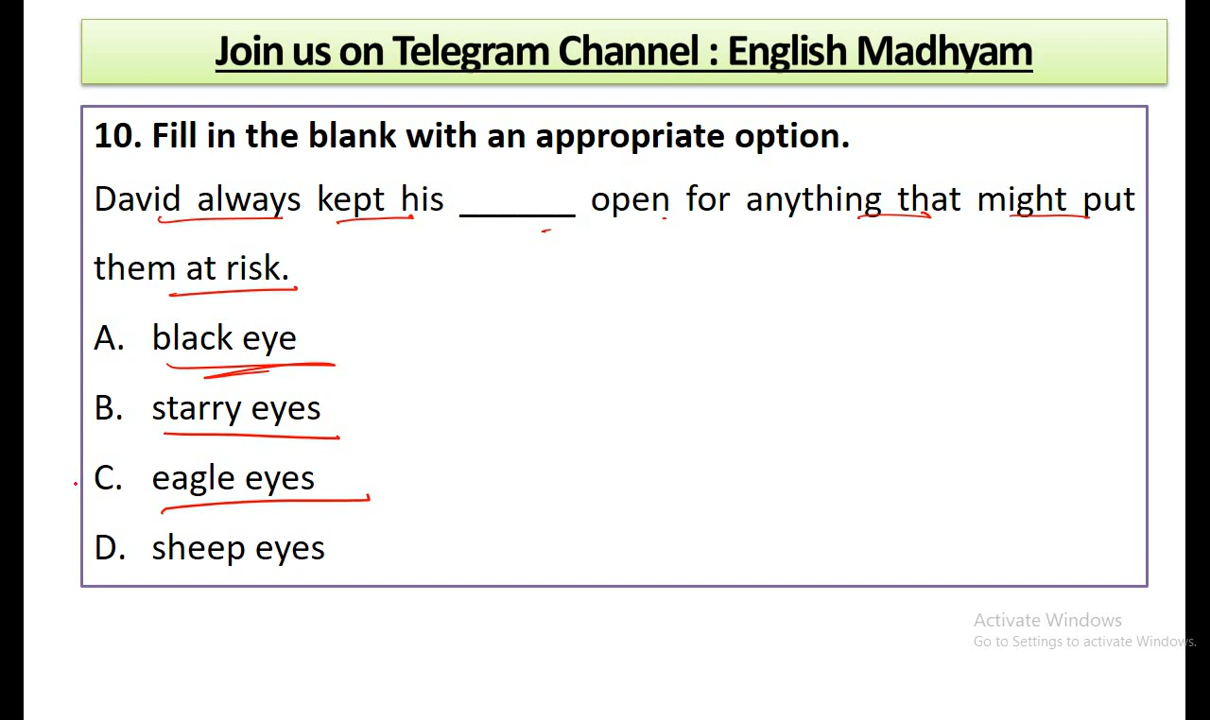 Join us on Telegram Channel : English Madhyam
10. Fill in the blank with an appropriate option.
David always kept his ______ open for anything that might put
them at risk.
A. black eye
B. starry eyes
C. eagle eyes
D. sheep eyes
Activate Windows
Go to Settings to activate Windows.